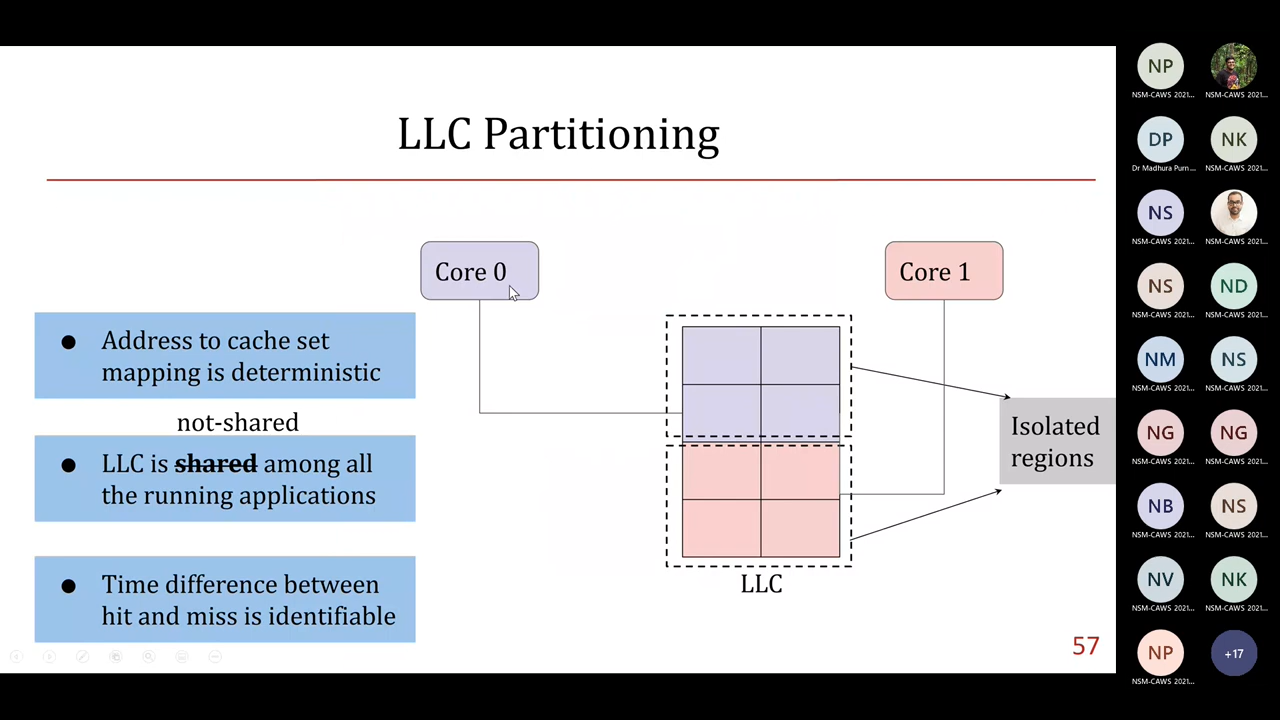 LLC Partitioning
Core 0
Core 1
● Address to cache set
mapping is deterministic
not-shared
● LLC is shared among all
the running applications
● Time difference between
hit and miss is identifiable
Isolated
regions
LLC
57
NP
NSM-CAWS 2021...
NSM-CAWS 2021...
DP
NK
Dr Madhura Purn...
NSM-CAWS 2021...
NS
NSM-CAWS 2021...
NSM-CAWS 2021...
NS
ND
NSM-CAWS 2021...
NSM-CAWS 2021...
NM
NS
NSM-CAWS 2021...
NSM-CAWS 2021...
NG
NG
NSM-CAWS 2021...
NSM-CAWS 2021...
NB
NS
NSM-CAWS 2021...
NSM-CAWS 2021...
NV
NK
NSM-CAWS 2021...
NSM-CAWS 2021...
NP
+17
NSM-CAWS 2021...